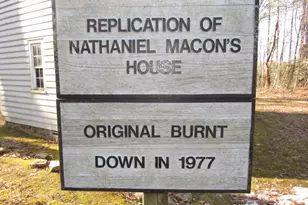 REPLICATION OF
NATHANIEL MACON'S
HOUSE
ORIGINAL BURNT
DOWN IN 1977